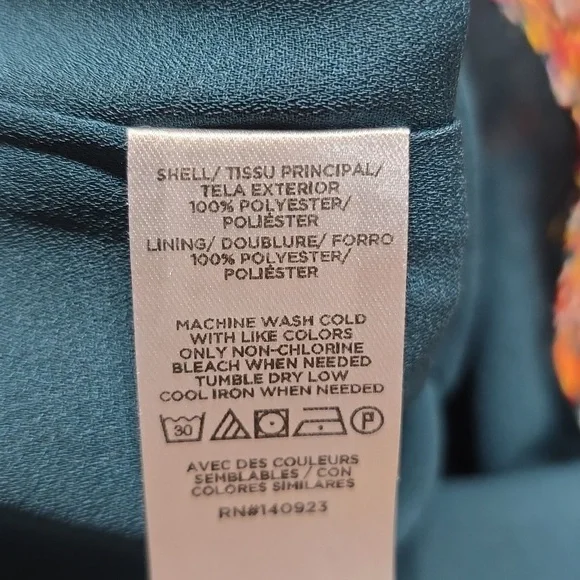 SHELL/ TISSU PRINCIPAL/
TELA EXTERIOR
100% POLYESTER/
POLIÉSTER
LINING/ DOUBLURE/ FORRO
100% POLYESTER/
POLIÉSTER
MACHINE WASH COLD
WITH LIKE COLORS
ONLY NON-CHLORINE
BLEACH WHEN NEEDED
TUMBLE DRY LOW
COOL IRON WHEN NEEDED
30 P
AVEC DES COULEURS
SEMBLABLES / CON
COLORES SIMILARES
RN#140923